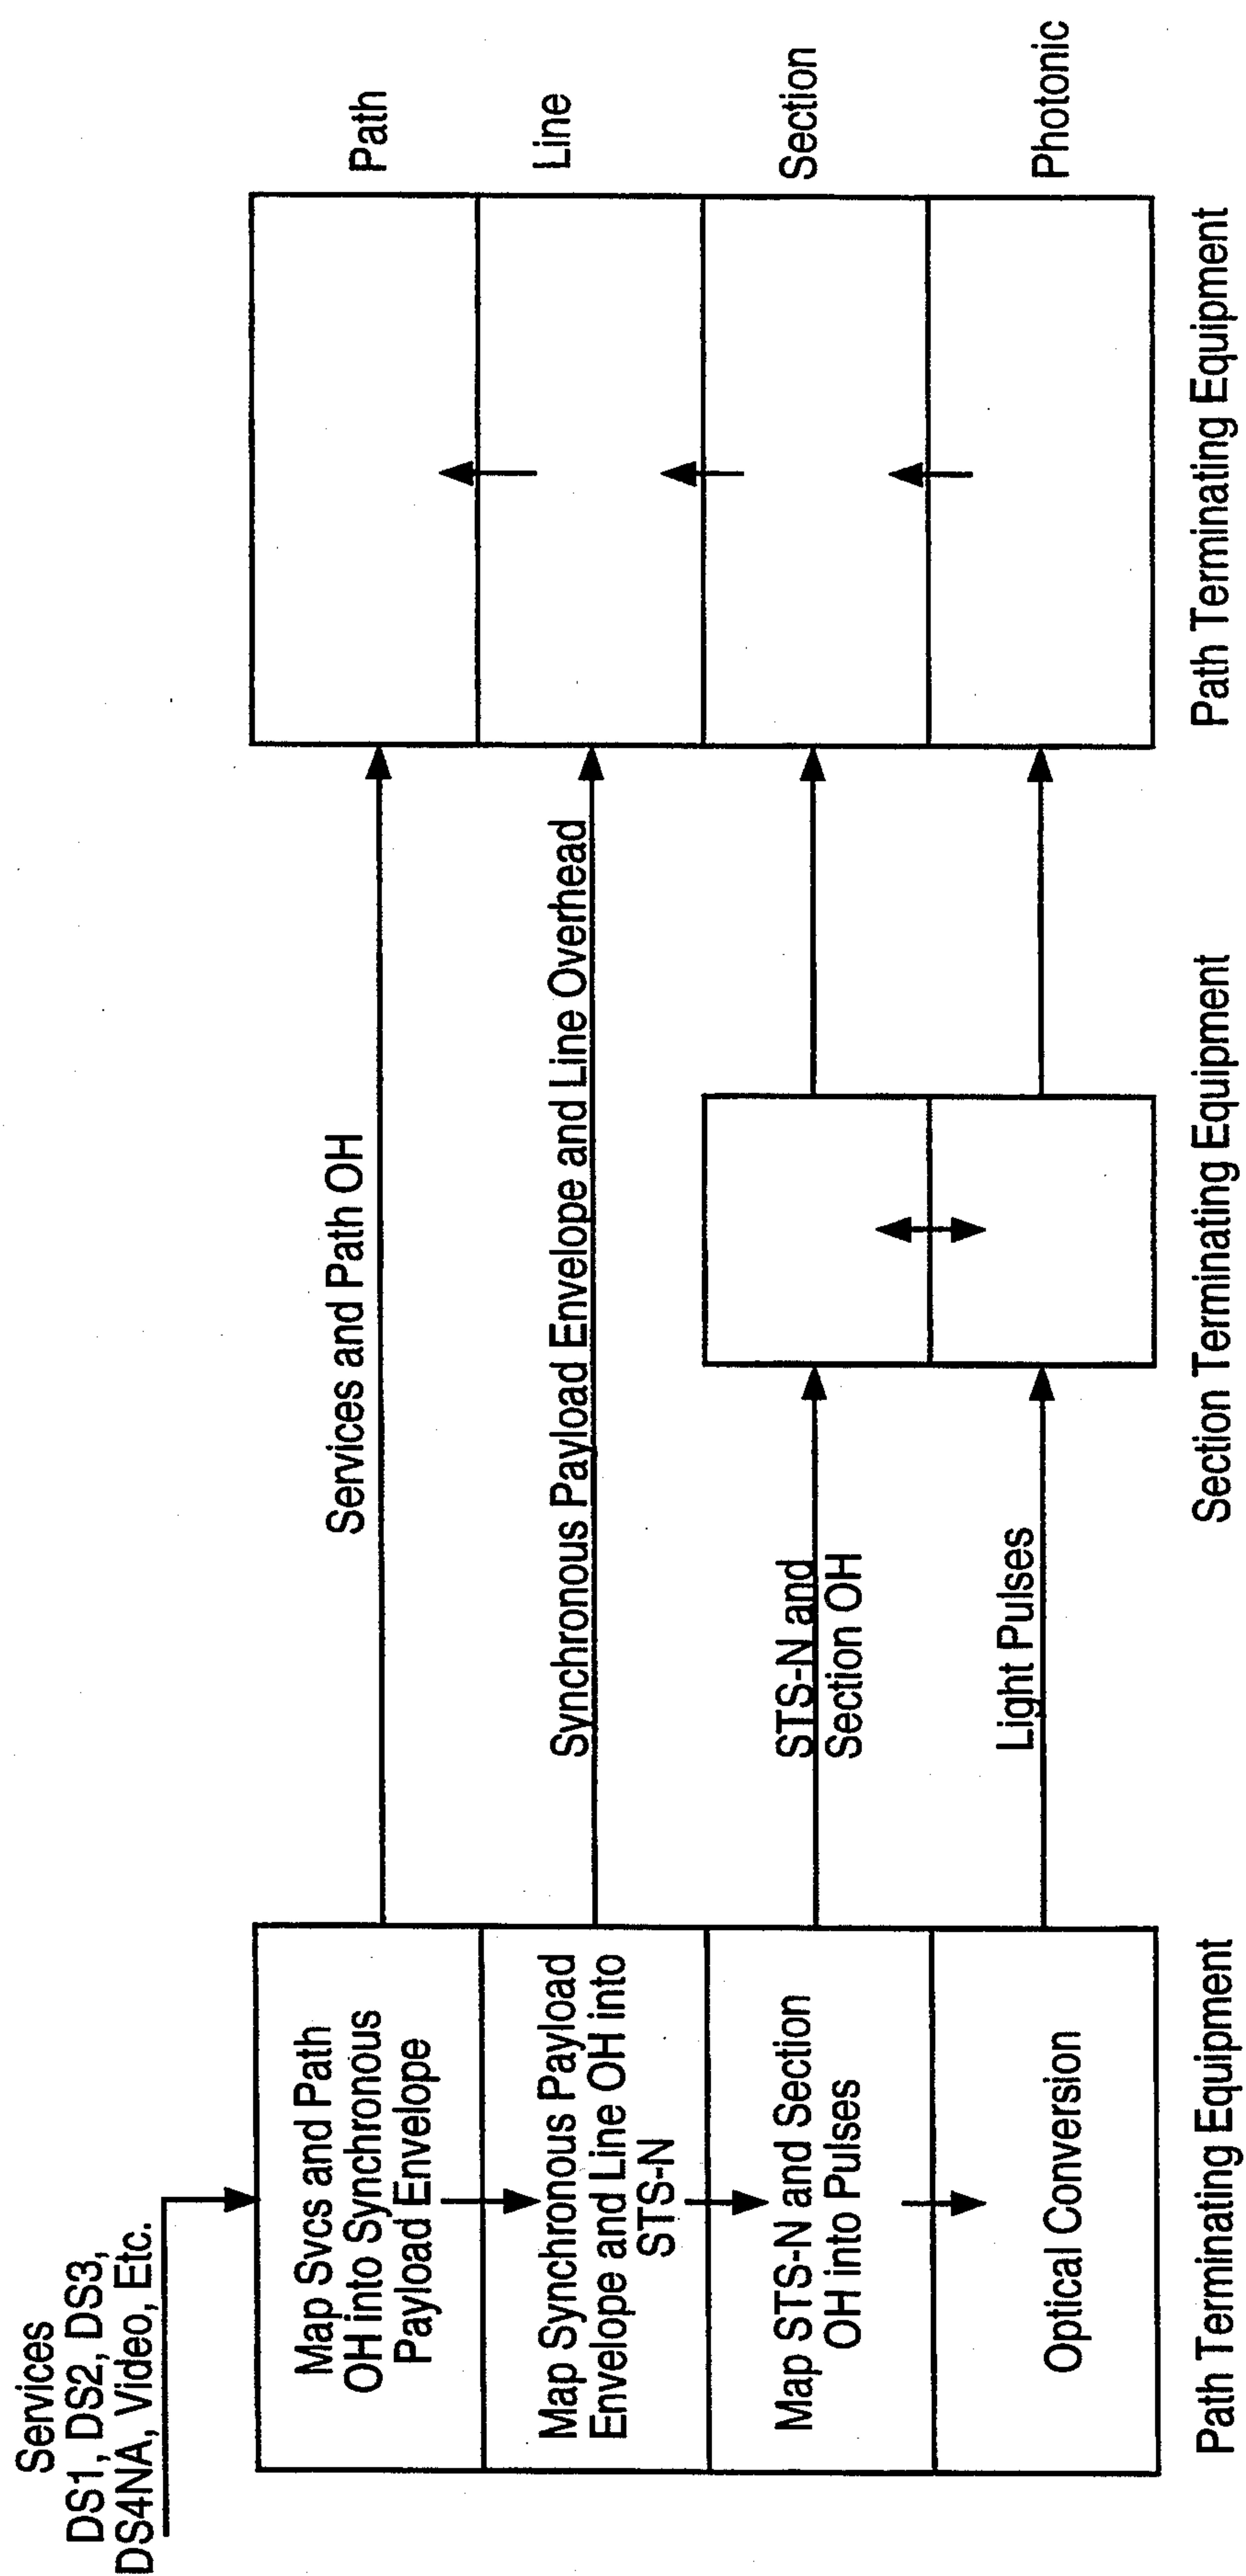 Services
DS1, DS2, DS3,
DS4NA, Video, Etc.
Map Svcs and Path
OH into Synchronous
Payload Envelope
Map Synchronous Payload
Envelope and Line OH into
STS-N
Map STS-N and Section
OH into Pulses
Optical Conversion
Path Terminating Equipment
Services and Path OH
Synchronous Payload Envelope and Line Overhead
STS-N and
Section OH
Light Pulses
Section Terminating Equipment
Path
Line
Section
Photonic
Path Terminating Equipment